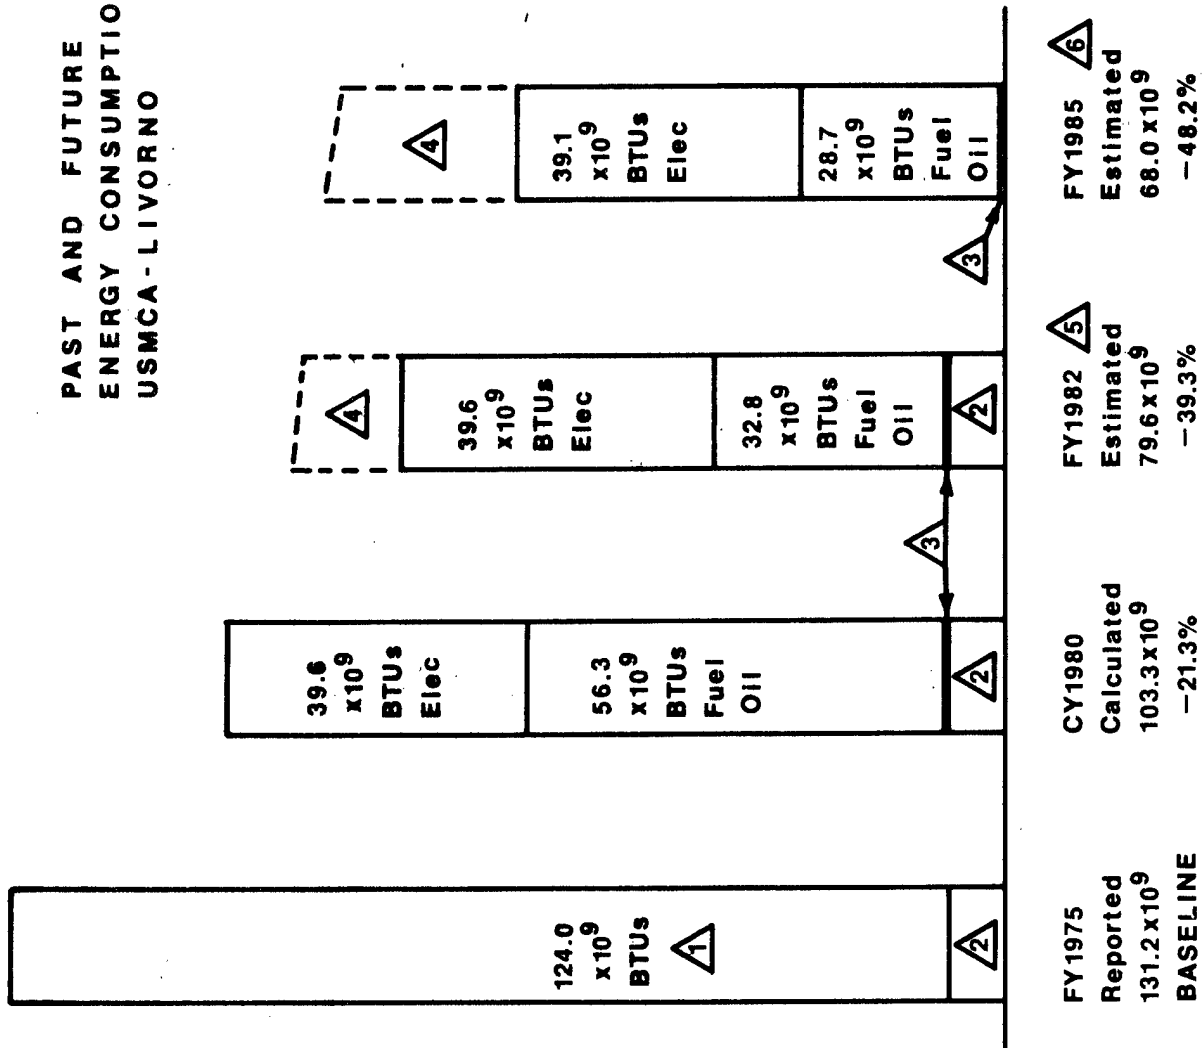 PAST AND FUTURE
ENERGY CONSUMPTIO
USMCA-LIVORNO
124.0
x10⁹
BTUs
1
2
FY1975
Reported
131.2x10⁹
BASELINE
39.6
x10⁹
BTUs
Elec
56.3
x10⁹
BTUs
Fuel
Oil
2
CY1980
Calculated
103.3x10⁹
-21.3%
3
4
39.6
x10⁹
BTUs
Elec
32.8
x10⁹
BTUs
Fuel
Oil
2
FY1982 5
Estimated
79.6x10⁹
-39.3%
3
4
39.1
x10⁹
BTUs
Elec
28.7
x10⁹
BTUs
Fuel
Oil
FY1985 6
Estimated
68.0x10⁹
-48.2%